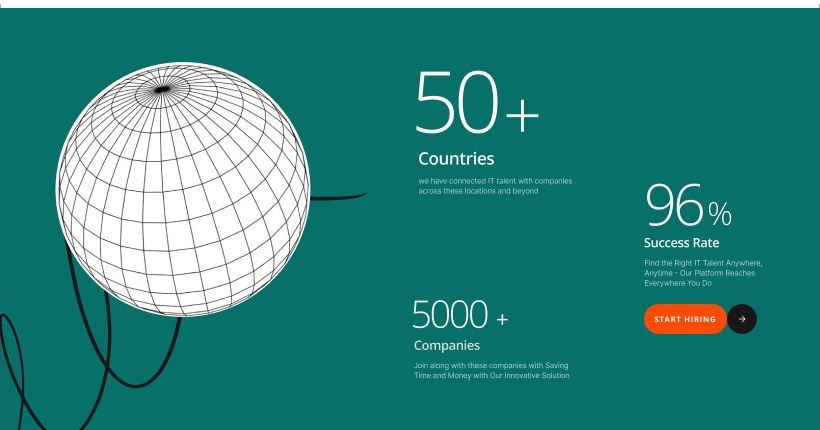 50+
Countries
we have connected IT talent with companies
across these locations and beyond
96%
Success Rate
Find the Right IT Talent Anywhere,
Anytime - Our Platform Reaches
Everywhere You Do
START HIRING →
5000 +
Companies
Join along with these companies with Saving
Time and Money with Our Innovative Solution